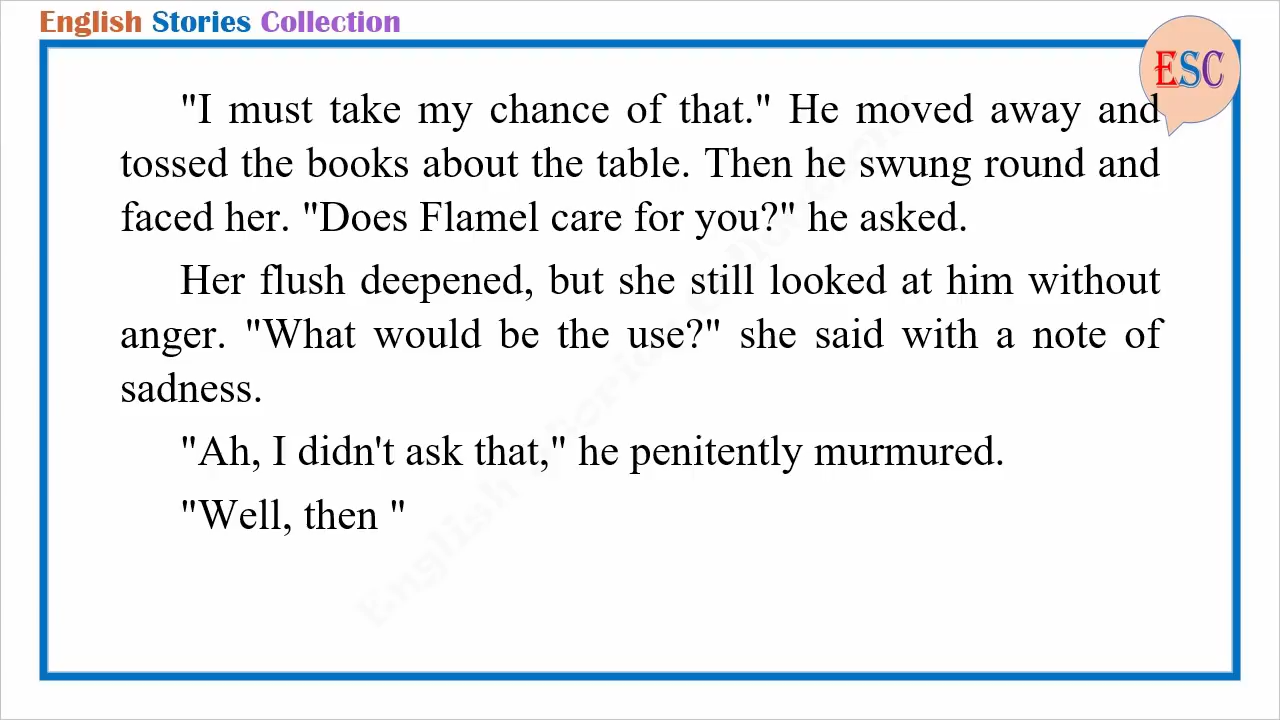 English Stories Collection
ESC
"I must take my chance of that." He moved away and
tossed the books about the table. Then he swung round and
faced her. "Does Flamel care for you?" he asked.
Her flush deepened, but she still looked at him without
anger. "What would be the use?" she said with a note of
sadness.
"Ah, I didn't ask that," he penitently murmured.
"Well, then "